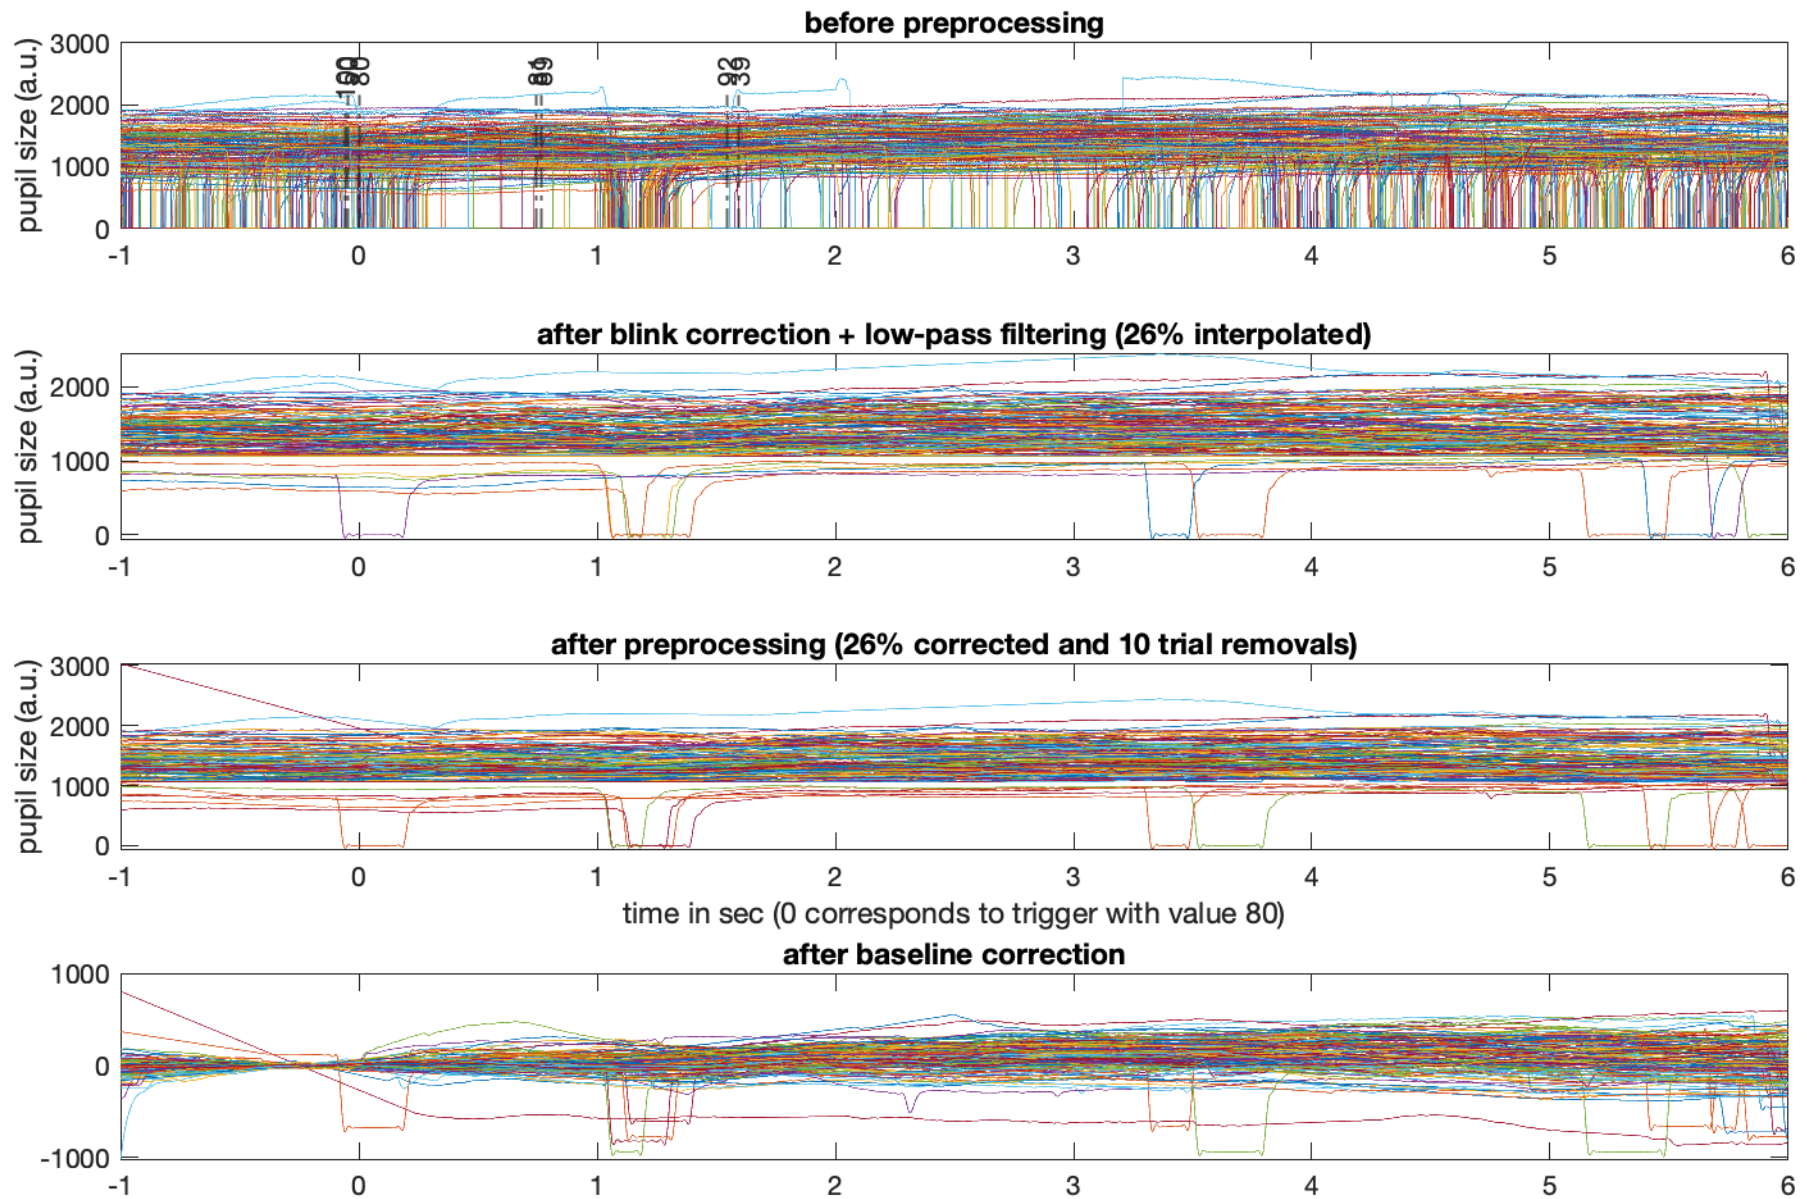 before preprocessing
pupil size (a.u.)
3000
2000
1000
0
80
39
-1 0 1 2 3 4 5 6
after blink correction + low-pass filtering (26% interpolated)
pupil size (a.u.)
2000
1000
0
-1 0 1 2 3 4 5 6
after preprocessing (26% corrected and 10 trial removals)
pupil size (a.u.)
3000
2000
1000
0
-1 0 1 2 3 4 5 6
time in sec (0 corresponds to trigger with value 80)
after baseline correction
1000
0
-1000
-1 0 1 2 3 4 5 6